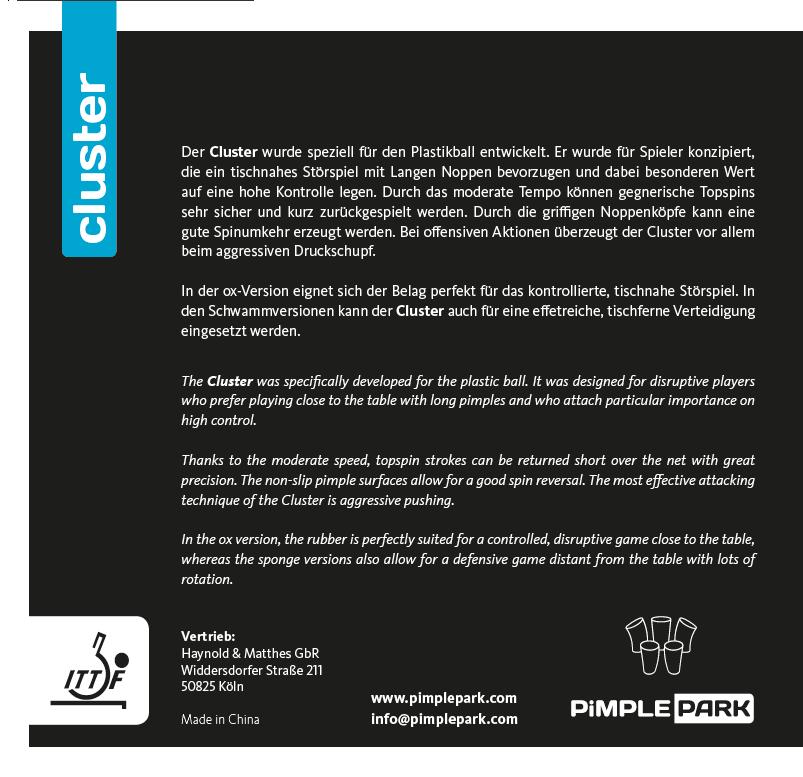 cluster
Der Cluster wurde speziell für den Plastikball entwickelt. Er wurde für Spieler konzipiert,
die ein tischnahes Störspiel mit Langen Noppen bevorzugen und dabei besonderen Wert
auf eine hohe Kontrolle legen. Durch das moderate Tempo können gegnerische Topspins
sehr sicher und kurz zurückgespielt werden. Durch die griffigen Noppenköpfe kann eine
gute Spinumkehr erzeugt werden. Bei offensiven Aktionen überzeugt der Cluster vor allem
beim aggressiven Druckschupf.
In der ox-Version eignet sich der Belag perfekt für das kontrollierte, tischnahe Störspiel. In
den Schwammversionen kann der Cluster auch für eine effetreiche, tischferne Verteidigung
eingesetzt werden.
The Cluster was specifically developed for the plastic ball. It was designed for disruptive players
who prefer playing close to the table with long pimples and who attach particular importance on
high control.
Thanks to the moderate speed, topspin strokes can be returned short over the net with great
precision. The non-slip pimple surfaces allow for a good spin reversal. The most effective attacking
technique of the Cluster is aggressive pushing.
In the ox version, the rubber is perfectly suited for a controlled, disruptive game close to the table,
whereas the sponge versions also allow for a defensive game distant from the table with lots of
rotation.
ITTF
Vertrieb:
Haynold & Matthes GbR
Widdersdorfer Straße 211
50825 Köln
Made in China
www.pimplepark.com
info@pimplepark.com
PiMPLE PARK